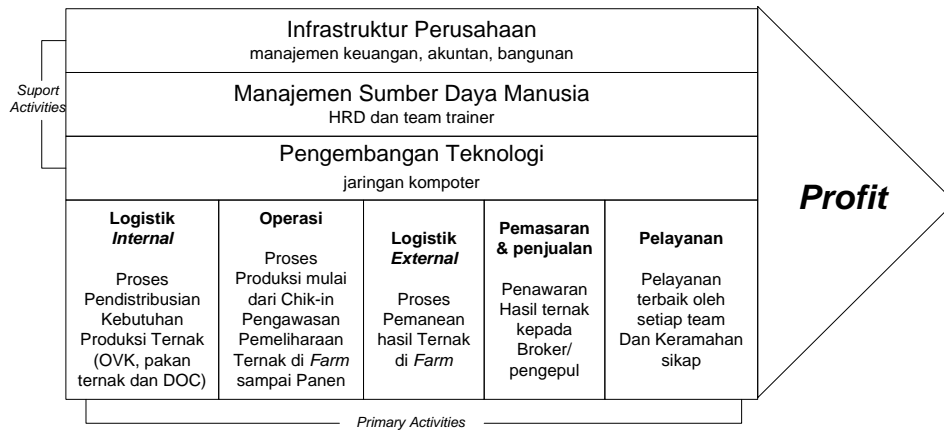 Infrastruktur Perusahaan
manajemen keuangan, akuntan, bangunan
Suport
Activities
Manajemen Sumber Daya Manusia
HRD dan team trainer
Pengembangan Teknologi
jaringan kompoter
Profit
Logistik
Internal
Proses
Pendistribusian
Kebutuhan
Produksi Ternak
(OVK, pakan
ternak dan DOC)
Operasi
Proses
Produksi mulai
dari Chik-in
Pengawasan
Pemeliharaan
Ternak di Farm
sampai Panen
Logistik
External
Proses
Pemanean
hasil Ternak
di Farm
Pemasaran
& penjualan
Penawaran
Hasil ternak
kepada
Broker/
pengepul
Pelayanan
Pelayanan
terbaik oleh
setiap team
Dan Keramahan
sikap
Primary Activities